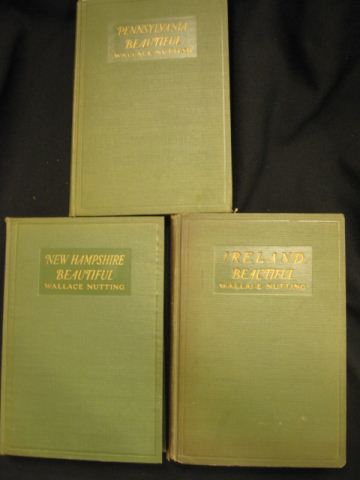 PENNSYLVANIA
BEAUTIFUL
WALLACE NUTTING
NEW HAMPSHIRE
BEAUTIFUL
WALLACE NUTTING
IRELAND
BEAUTIFUL
WALLACE NUTTING